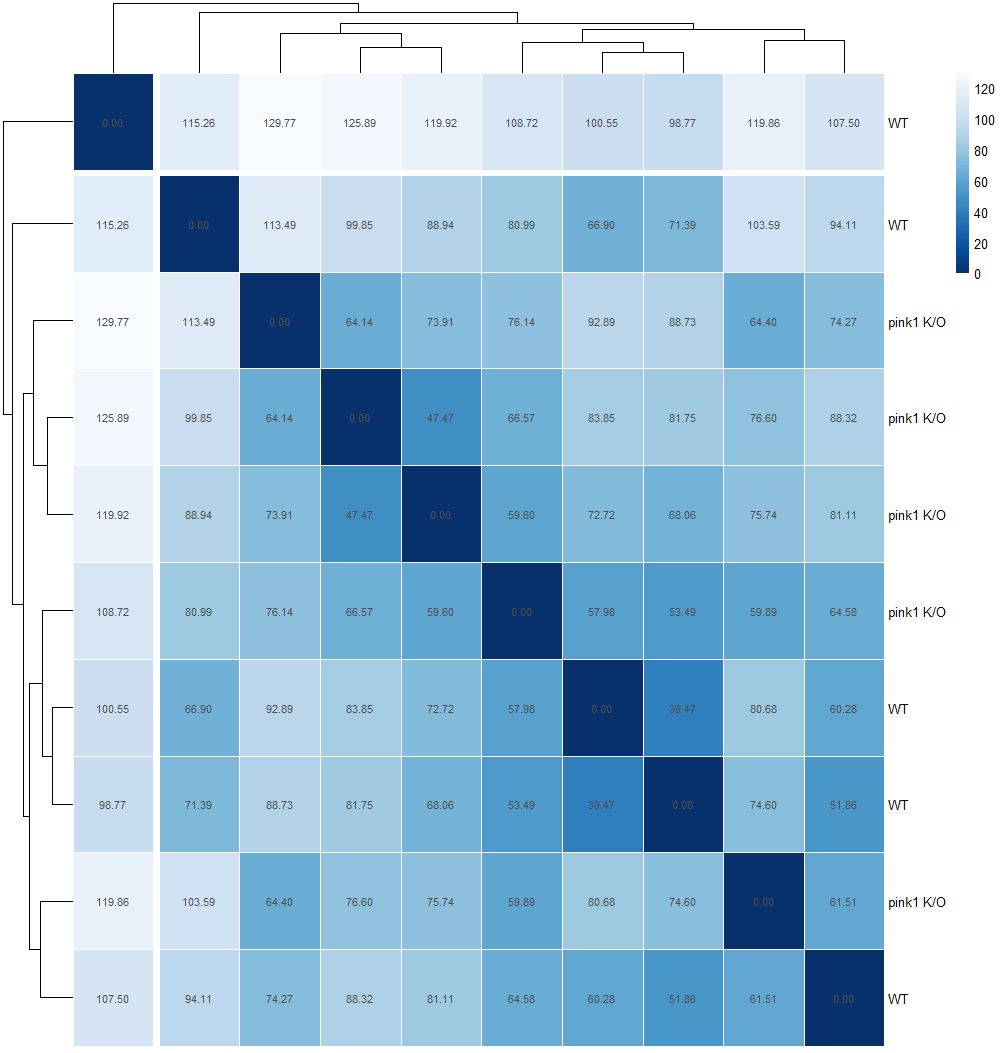 0.00 115.26 129.77 125.89 119.92 108.72 100.55 98.77 119.86 107.50 WT
115.26 0.00 113.49 99.85 88.94 80.99 66.90 71.39 103.59 94.11 WT
129.77 113.49 0.00 64.14 73.91 76.14 92.89 88.73 64.40 74.27 pink1 K/O
125.89 99.85 64.14 0.00 47.47 66.57 83.85 81.75 76.60 88.32 pink1 K/O
119.92 88.94 73.91 47.47 0.00 59.60 72.72 68.06 75.74 81.11 pink1 K/O
108.72 80.99 76.14 66.57 59.60 0.00 57.98 53.49 59.89 64.58 pink1 K/O
100.55 66.90 92.89 83.85 72.72 57.98 0.00 39.47 80.68 60.28 WT
98.77 71.39 88.73 81.75 68.06 53.49 39.47 0.00 74.60 51.86 WT
119.86 103.59 64.40 76.60 75.74 59.89 80.68 74.60 0.00 61.51 pink1 K/O
107.50 94.11 74.27 88.32 81.11 64.58 60.28 51.86 61.51 0.00 WT
120
100
80
60
40
20
0